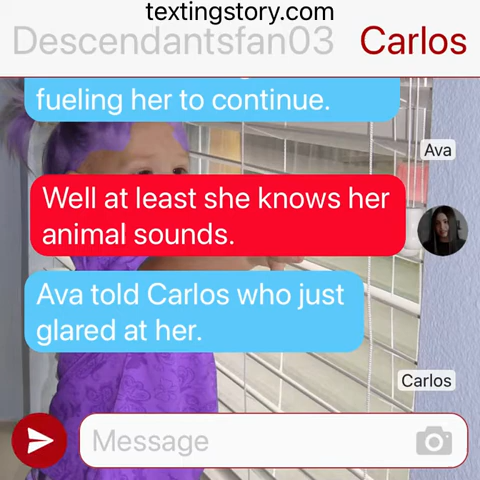 textingstory.com
Descendantsfan03 Carlos
fueling her to continue.
Ava
Well at least she knows her
animal sounds.
Ava told Carlos who just
glared at her.
Carlos
Message